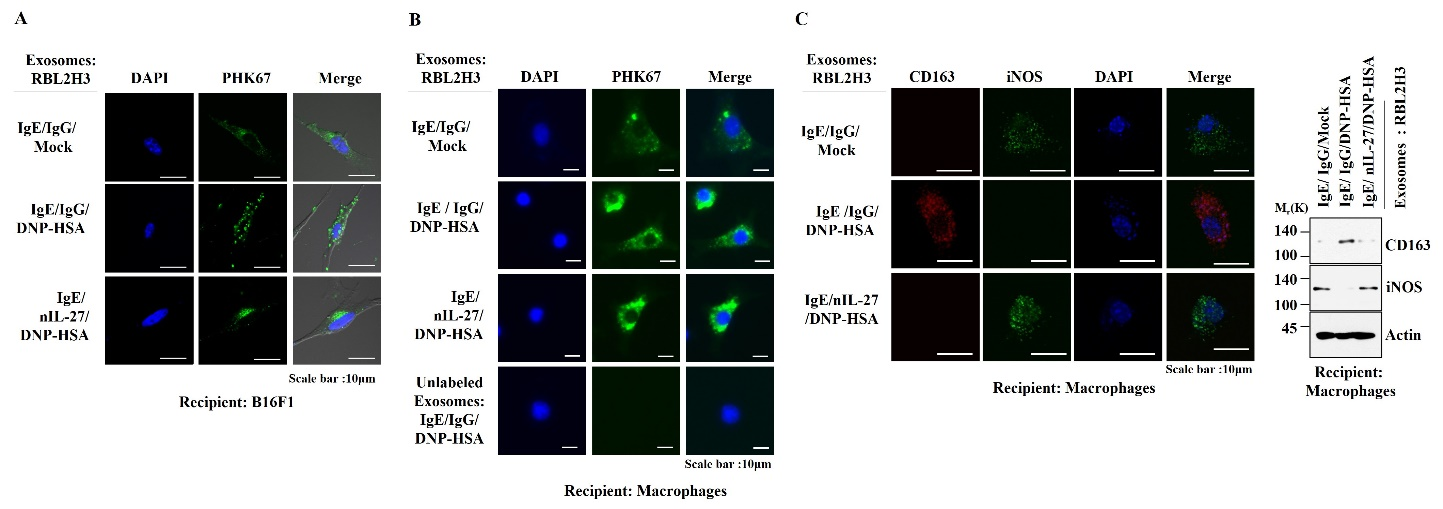 A
Exosomes:
RBL2H3
DAPI
PHK67
Merge
IgE/IgG/
Mock
IgE/IgG/
DNP-HSA
IgE/
nIL-27/
DNP-HSA
Scale bar :10μm
Recipient: B16F1
B
Exosomes:
RBL2H3
DAPI
PHK67
Merge
IgE/IgG/
Mock
IgE / IgG/
DNP-HSA
IgE/
nIL-27/
DNP-HSA
Unlabeled
Exosomes:
IgE/IgG/
DNP-HSA
Scale bar :10μm
Recipient: Macrophages
C
Exosomes:
RBL2H3
CD163
iNOS
DAPI
Merge
IgE/IgG/
Mock
IgE /IgG/
DNP-HSA
IgE/nIL-27
/DNP-HSA
Scale bar :10μm
Recipient: Macrophages
IgE/ IgG/Mock
IgE/ IgG/DNP-HSA
IgE/ nIL-27/DNP-HSA
Exosomes : RBL2H3
Mr(K)
140
100
CD163
140
100
iNOS
45
Actin
Recipient:
Macrophages